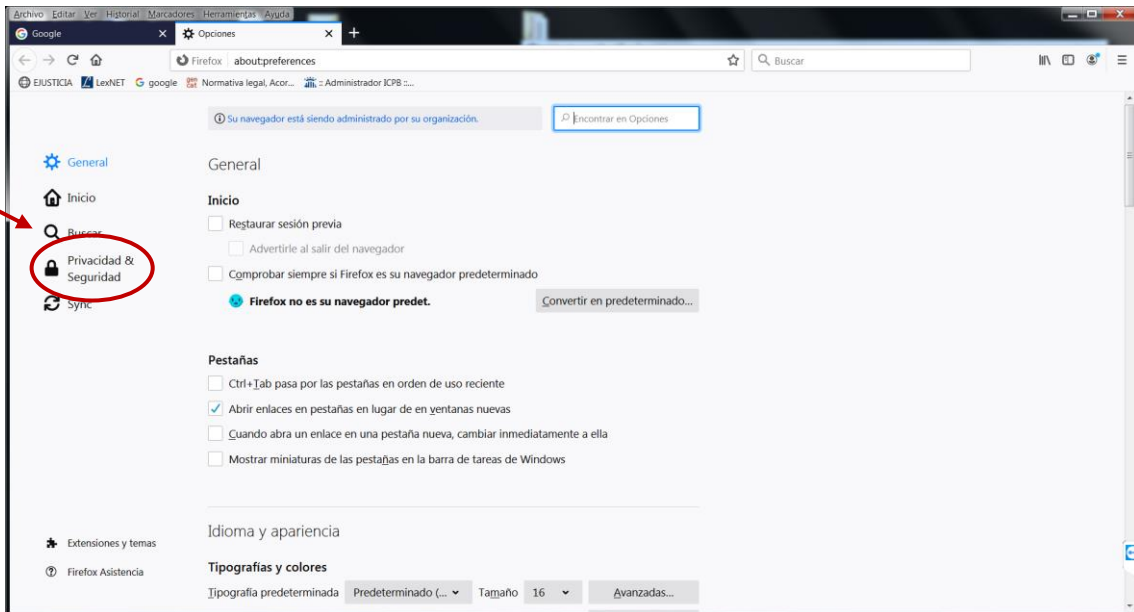 Archivo Editar Ver Historial Marcadores Herramientas Ayuda
Google Opciones
Firefox about:preferences Buscar
EJUSTICIA LexNET google Normativa legal, Acor... :: Administrador ICPB ::...
Su navegador está siendo administrado por su organización. Encontrar en Opciones
General
Inicio
Buscar
Privacidad &
Seguridad
Sync
Extensiones y temas
Firefox Asistencia
General
Inicio
Restaurar sesión previa
Advertirle al salir del navegador
Comprobar siempre si Firefox es su navegador predeterminado
Firefox no es su navegador predet. Convertir en predeterminado...
Pestañas
Ctrl+Tab pasa por las pestañas en orden de uso reciente
Abrir enlaces en pestañas en lugar de en ventanas nuevas
Cuando abra un enlace en una pestaña nueva, cambiar inmediatamente a ella
Mostrar miniaturas de las pestañas en la barra de tareas de Windows
Idioma y apariencia
Tipografías y colores
Tipografía predeterminada Predeterminado (... Tamaño 16 Avanzadas...